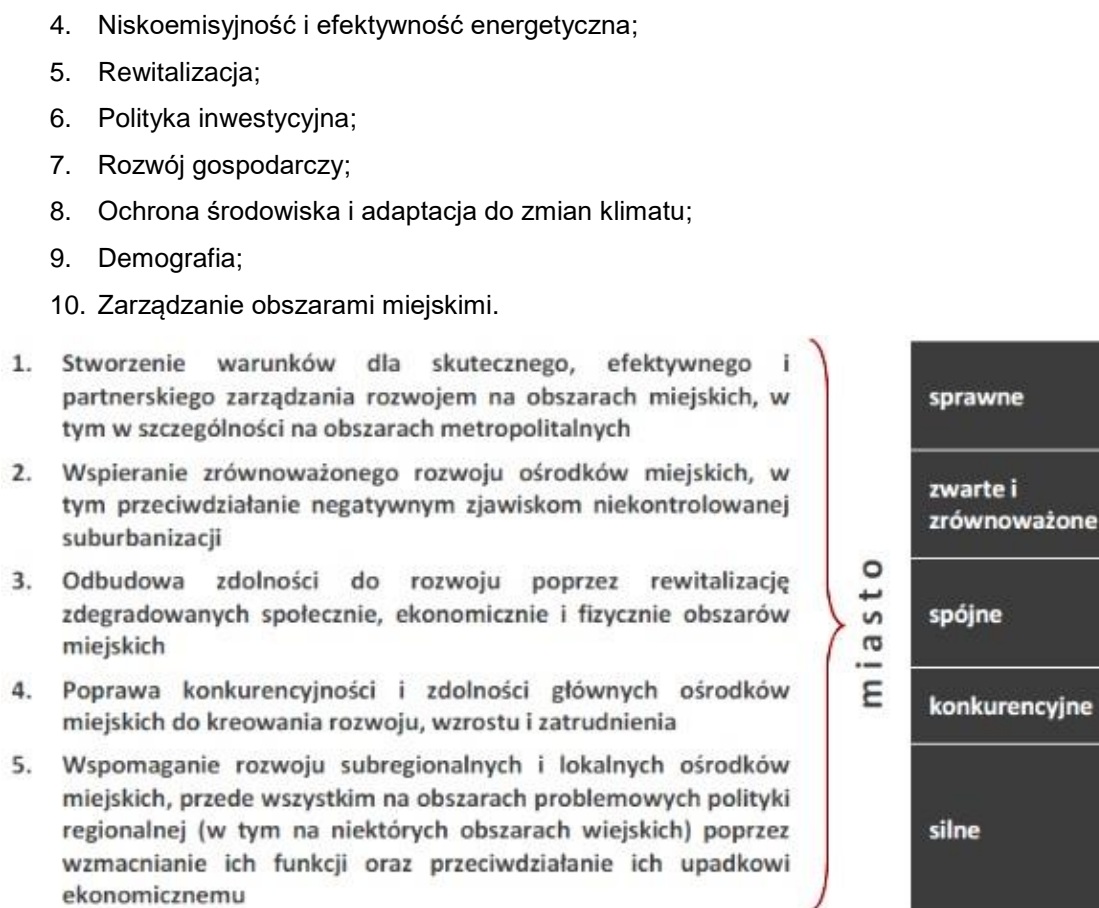 4. Niskoemisyjność i efektywność energetyczna;
5. Rewitalizacja;
6. Polityka inwestycyjna;
7. Rozwój gospodarczy;
8. Ochrona środowiska i adaptacja do zmian klimatu;
9. Demografia;
10. Zarządzanie obszarami miejskimi.
1. Stworzenie warunków dla skutecznego, efektywnego i
partnerskiego zarządzania rozwojem na obszarach miejskich, w
tym w szczególności na obszarach metropolitalnych
2. Wspieranie zrównoważonego rozwoju ośrodków miejskich, w
tym przeciwdziałanie negatywnym zjawiskom niekontrolowanej
suburbanizacji
3. Odbudowa zdolności do rozwoju poprzez rewitalizację
zdegradowanych społecznie, ekonomicznie i fizycznie obszarów
miejskich
4. Poprawa konkurencyjności i zdolności głównych ośrodków
miejskich do kreowania rozwoju, wzrostu i zatrudnienia
5. Wspomaganie rozwoju subregionalnych i lokalnych ośrodków
miejskich, przede wszystkim na obszarach problemowych polityki
regionalnej (w tym na niektórych obszarach wiejskich) poprzez
wzmacnianie ich funkcji oraz przeciwdziałanie ich upadkowi
ekonomicznemu
miasto
sprawne
zwarte i
zrównoważone
spójne
konkurencyjne
silne